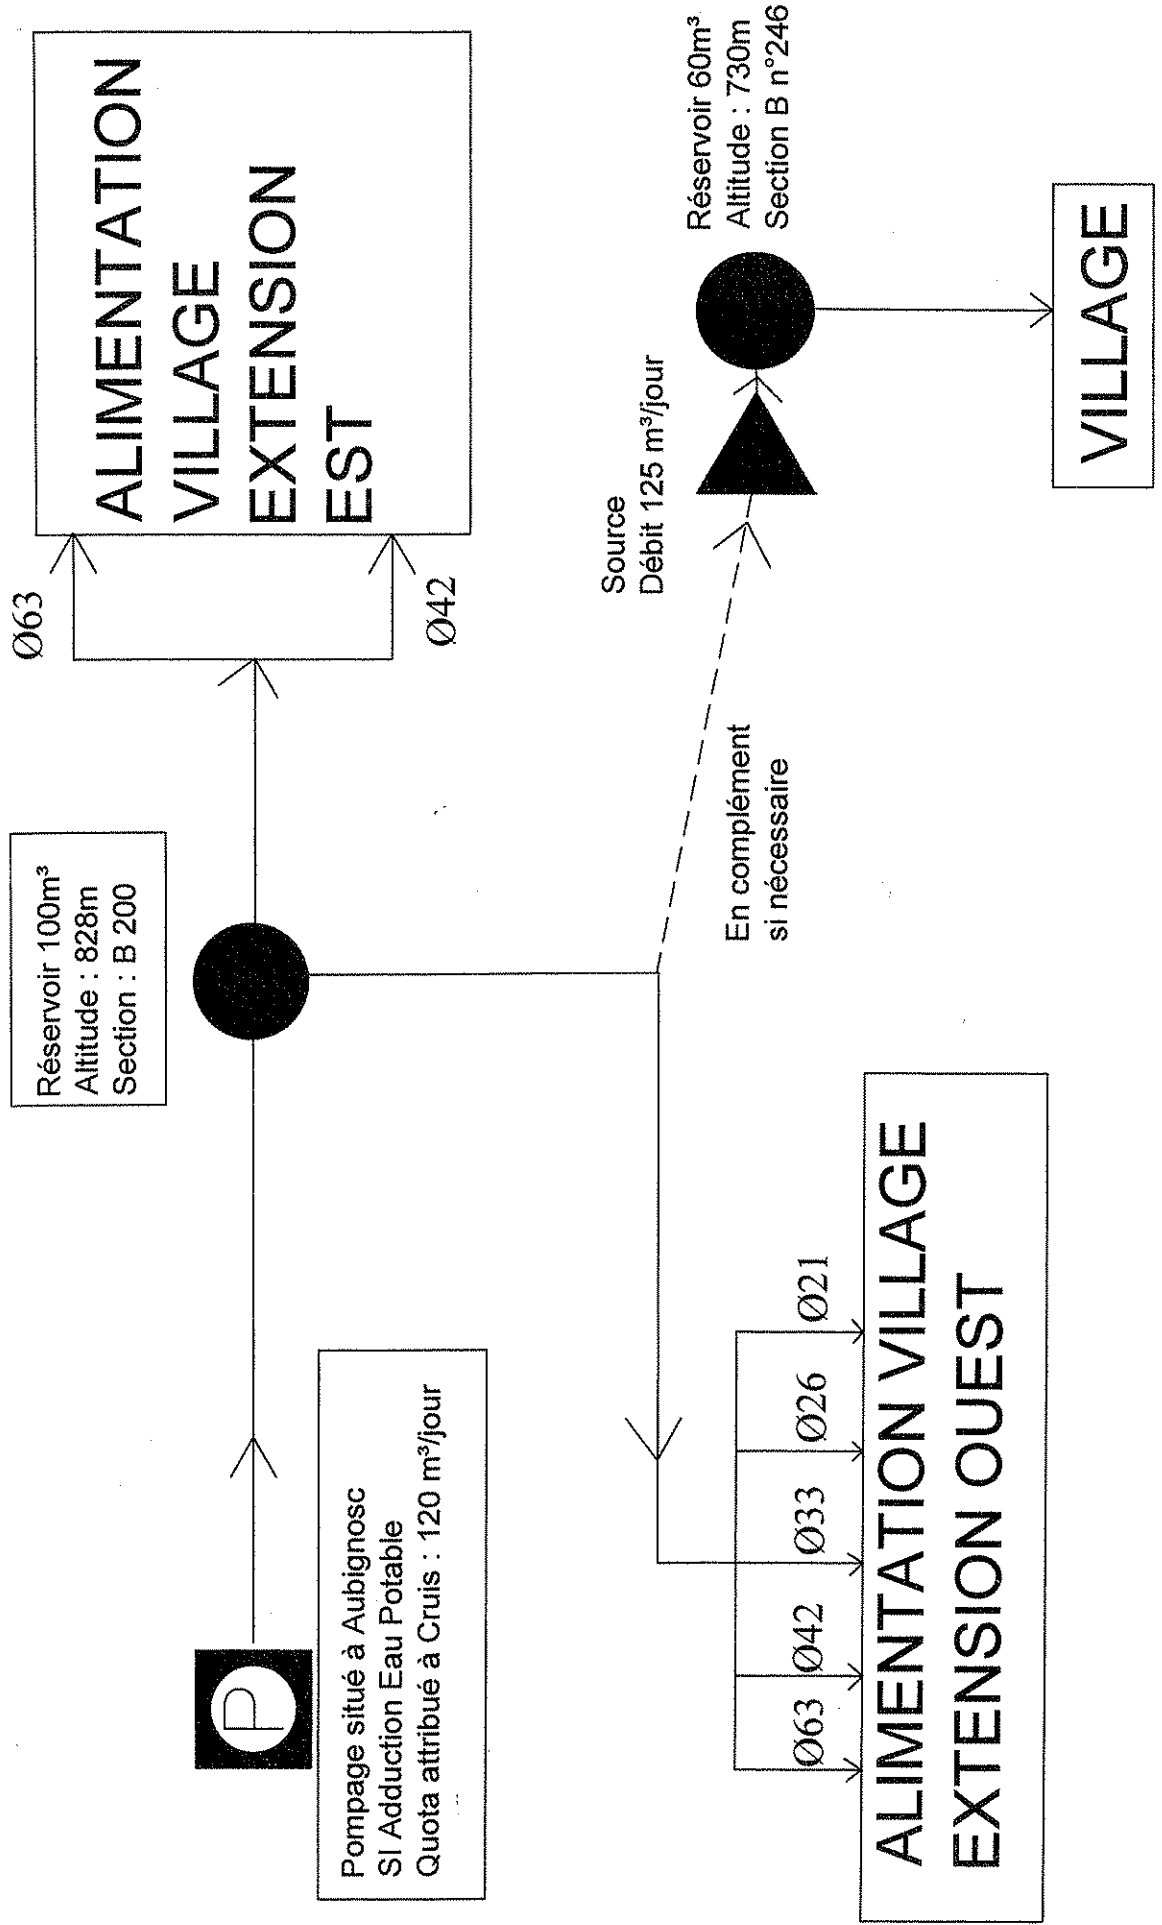 Réservoir 100m³
Altitude : 828m
Section : B 200
Ø63
Ø42
ALIMENTATION
VILLAGE
EXTENSION
EST
P
Pompage situé à Aubignosc
SI Adduction Eau Potable
Quota attribué à Cruis : 120 m³/jour
Source
Débit 125 m³/jour
Réservoir 60m³
Altitude : 730m
Section B n°246
En complément
si nécessaire
Ø63
Ø42
Ø33
Ø26
Ø21
ALIMENTATION VILLAGE
EXTENSION OUEST
VILLAGE